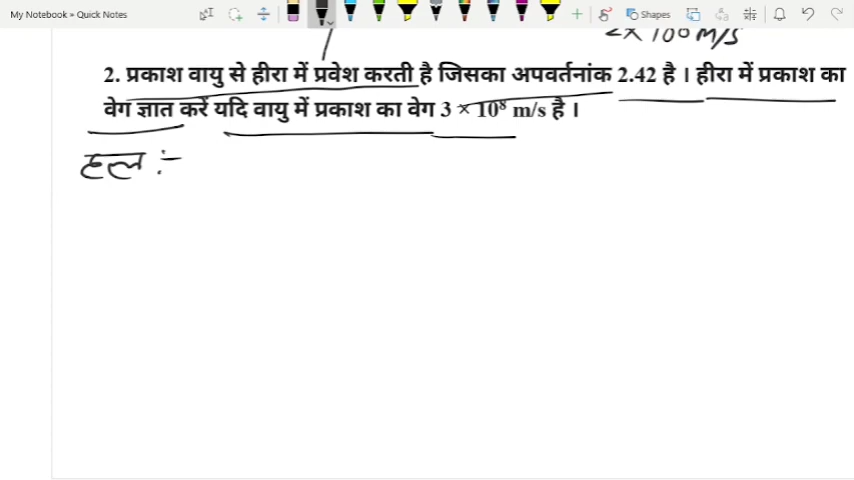 My Notebook » Quick Notes
Shapes
2×10⁸ m/s
2. प्रकाश वायु से हीरा में प्रवेश करती है जिसका अपवर्तनांक 2.42 है । हीरा में प्रकाश का
वेग ज्ञात करें यदि वायु में प्रकाश का वेग 3 × 10⁸ m/s है ।
हल :-